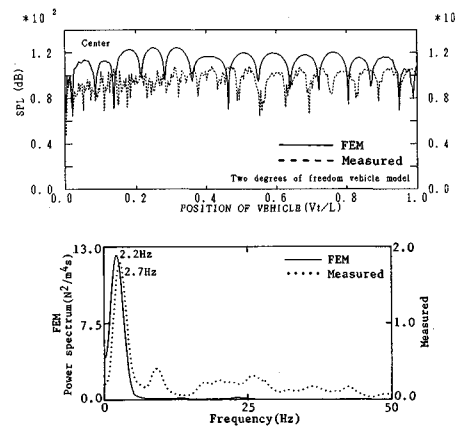 *10 2
*10
Center
1.2
0.8
0.4
0.0
SPL (dB)
1.2
0.8
0.4
0.0
FEM
Measured
Two degrees of freedom vehicle model
0.0 0.2 0.4 0.6 0.8 1.0
POSITION OF VEHICLE(Vt/L)
13.0
7.5
0.0
FEM
Power spectrum(N2/m4s)
2.2Hz
2.7Hz
FEM
Measured
2.0
1.0
0.0
Measured
0 25 50
Frequency(Hz)